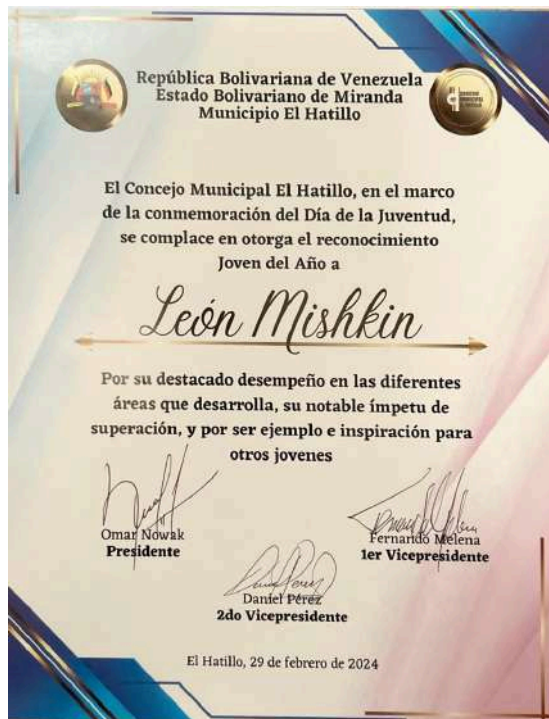 República Bolivariana de Venezuela
Estado Bolivariano de Miranda
Municipio El Hatillo
El Concejo Municipal El Hatillo, en el marco
de la conmemoración del Día de la Juventud,
se complace en otorga el reconocimiento
Joven del Año a
León Mishkin
Por su destacado desempeño en las diferentes
áreas que desarrolla, su notable ímpetu de
superación, y por ser ejemplo e inspiración para
otros jovenes
Omar Nowak
Presidente
Fernando Melena
1er Vicepresidente
Daniel Pérez
2do Vicepresidente
El Hatillo, 29 de febrero de 2024